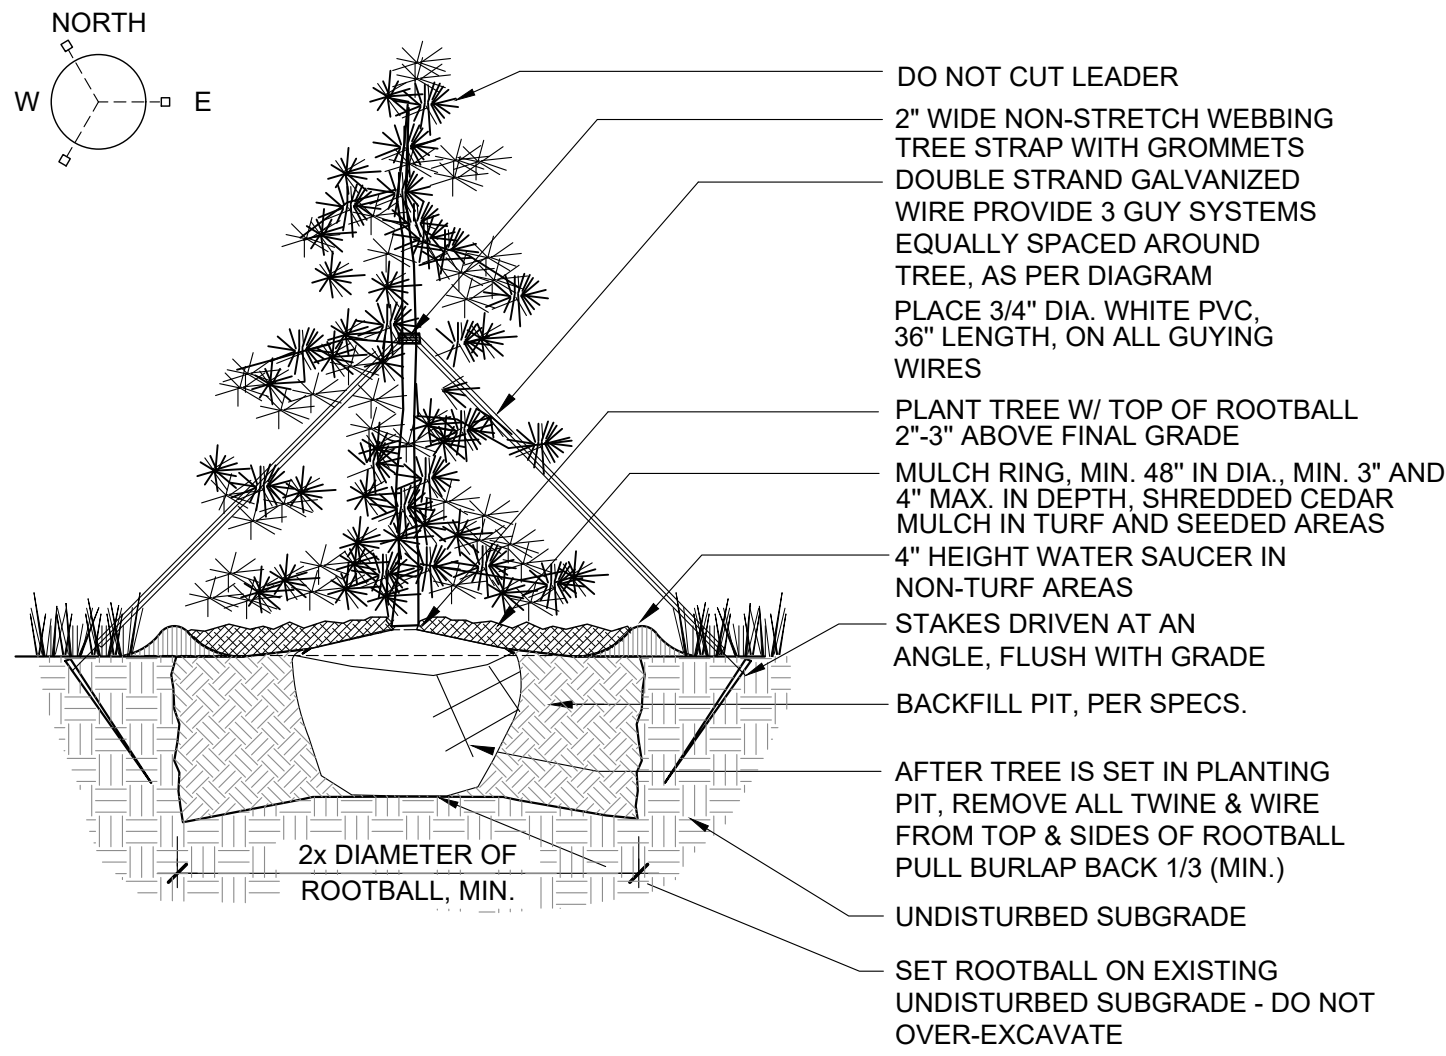 NORTH
W
E
DO NOT CUT LEADER
2" WIDE NON-STRETCH WEBBING
TREE STRAP WITH GROMMETS
DOUBLE STRAND GALVANIZED
WIRE PROVIDE 3 GUY SYSTEMS
EQUALLY SPACED AROUND
TREE, AS PER DIAGRAM
PLACE 3/4" DIA. WHITE PVC,
36" LENGTH, ON ALL GUYING
WIRES
PLANT TREE W/ TOP OF ROOTBALL
2"-3" ABOVE FINAL GRADE
MULCH RING, MIN. 48" IN DIA., MIN. 3" AND
4" MAX. IN DEPTH, SHREDDED CEDAR
MULCH IN TURF AND SEEDED AREAS
4" HEIGHT WATER SAUCER IN
NON-TURF AREAS
STAKES DRIVEN AT AN
ANGLE, FLUSH WITH GRADE
BACKFILL PIT, PER SPECS.
AFTER TREE IS SET IN PLANTING
PIT, REMOVE ALL TWINE & WIRE
FROM TOP & SIDES OF ROOTBALL
PULL BURLAP BACK 1/3 (MIN.)
UNDISTURBED SUBGRADE
SET ROOTBALL ON EXISTING
UNDISTURBED SUBGRADE - DO NOT
OVER-EXCAVATE
2x DIAMETER OF
ROOTBALL, MIN.